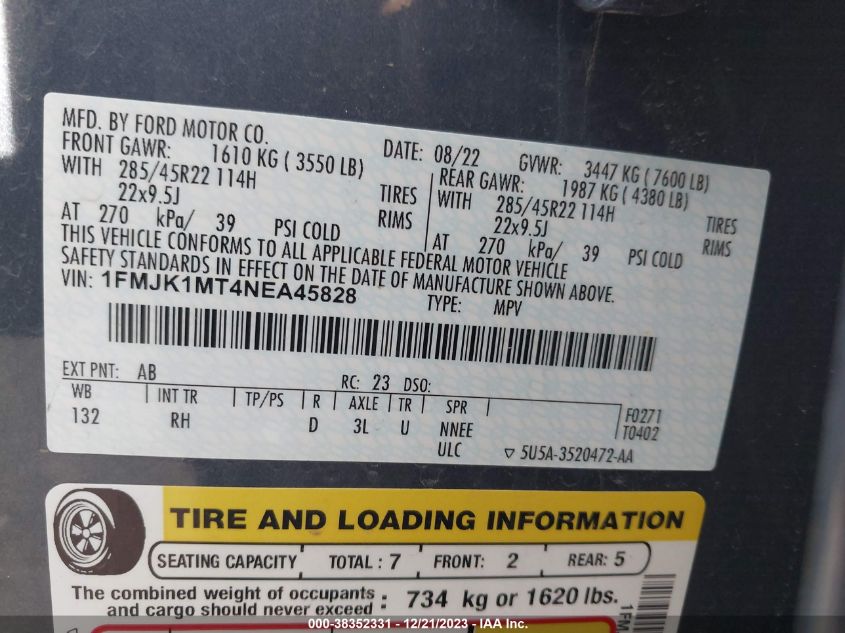 MFD. BY FORD MOTOR CO.
DATE: 08/22 GVWR: 3447 KG ( 7600 LB)
FRONT GAWR: 1610 KG ( 3550 LB)
WITH 285/45R22 114H TIRES
22x9.5J RIMS
AT 270 kPa/ 39 PSI COLD
REAR GAWR: 1987 KG ( 4380 LB)
WITH 285/45R22 114H TIRES
22x9.5J RIMS
AT 270 kPa/ 39 PSI COLD
THIS VEHICLE CONFORMS TO ALL APPLICABLE FEDERAL MOTOR VEHICLE
SAFETY STANDARDS IN EFFECT ON THE DATE OF MANUFACTURE SHOWN ABOVE.
VIN: 1FMJK1MT4NEA45828
TYPE: MPV
EXT PNT: AB RC: 23 DSO:
WB INT TR TP/PS R AXLE TR SPR
132 RH D 3L U NNEE
ULC
F0271
T0402
5U5A-3520472-AA
TIRE AND LOADING INFORMATION
SEATING CAPACITY TOTAL : 7 FRONT: 2 REAR: 5
The combined weight of occupants
and cargo should never exceed : 734 kg or 1620 lbs.
000-38352331 - 12/21/2023 - IAA Inc.